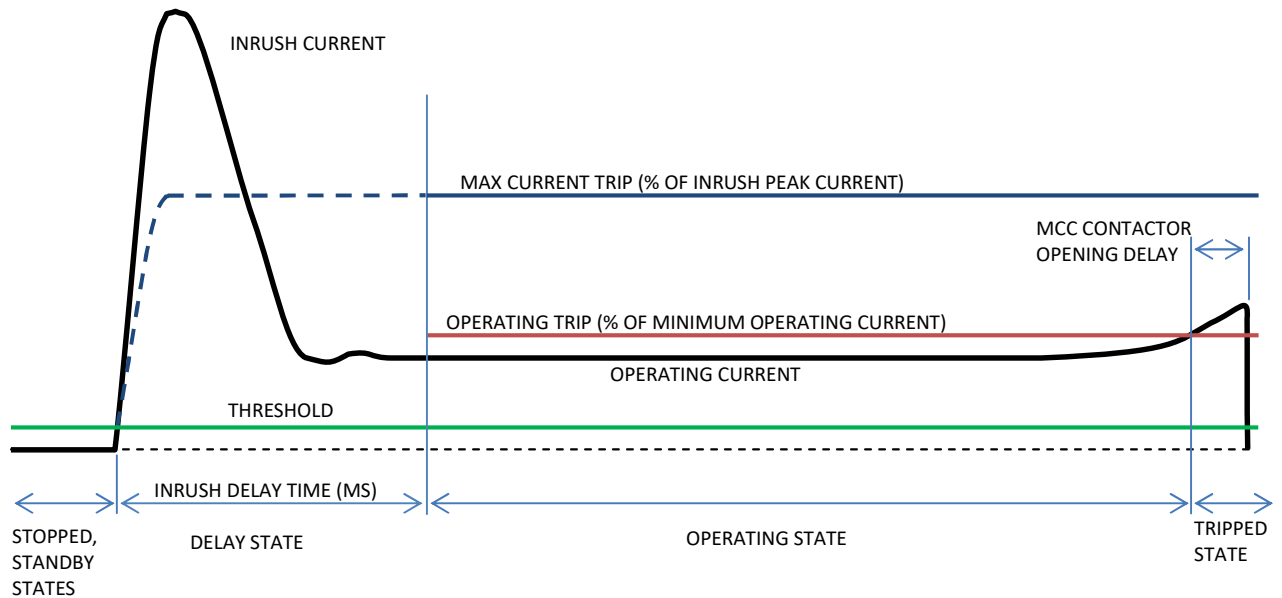 INRUSH CURRENT
MAX CURRENT TRIP (% OF INRUSH PEAK CURRENT)
MCC CONTACTOR
OPENING DELAY
OPERATING TRIP (% OF MINIMUM OPERATING CURRENT)
OPERATING CURRENT
THRESHOLD
INRUSH DELAY TIME (MS)
STOPPED,
STANDBY
STATES
DELAY STATE
OPERATING STATE
TRIPPED
STATE